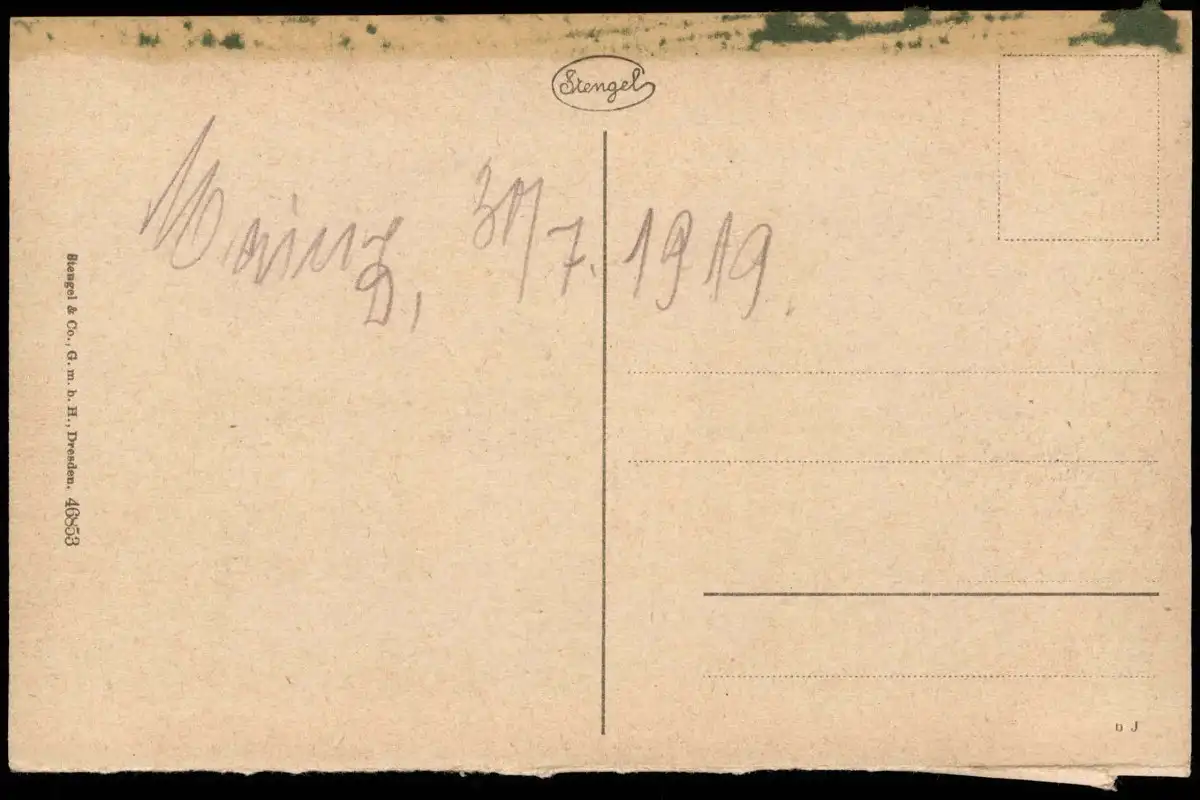 Stengel
Mainz, 30/7. 1919.
Stengel & Co., G. m. b. H., Dresden. 46853